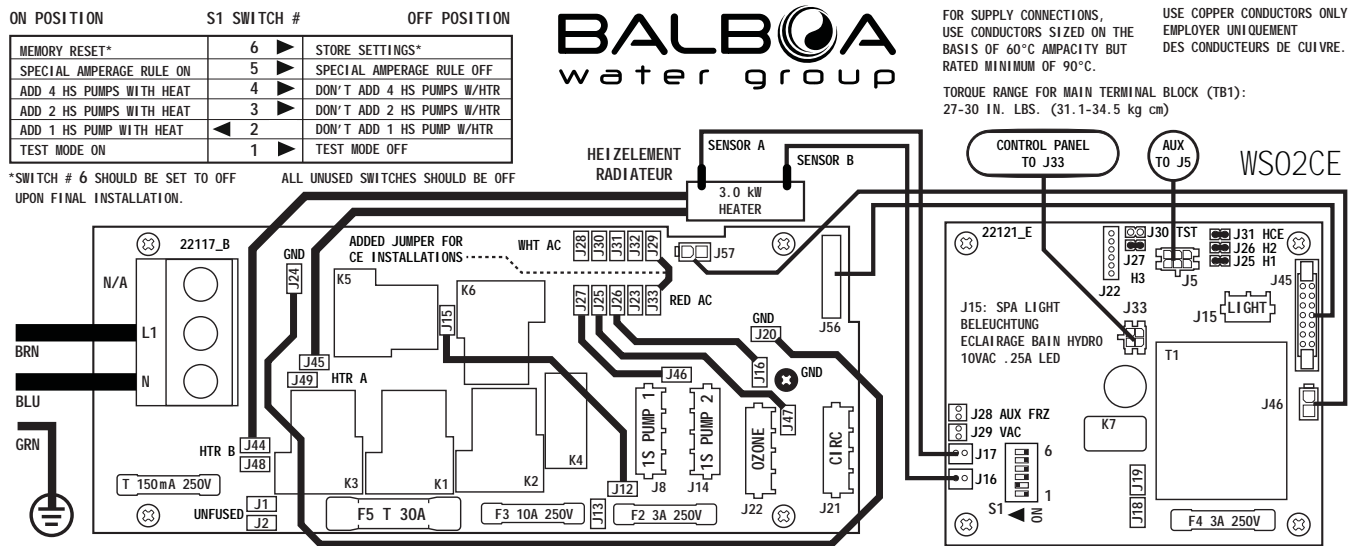 ON POSITION S1 SWITCH # OFF POSITION
MEMORY RESET* 6 ▶ STORE SETTINGS*
SPECIAL AMPERAGE RULE ON 5 ▶ SPECIAL AMPERAGE RULE OFF
ADD 4 HS PUMPS WITH HEAT 4 ▶ DON'T ADD 4 HS PUMPS W/HTR
ADD 2 HS PUMPS WITH HEAT 3 ▶ DON'T ADD 2 HS PUMPS W/HTR
ADD 1 HS PUMP WITH HEAT ◀ 2 DON'T ADD 1 HS PUMP W/HTR
TEST MODE ON 1 ▶ TEST MODE OFF
*SWITCH # 6 SHOULD BE SET TO OFF
UPON FINAL INSTALLATION.
ALL UNUSED SWITCHES SHOULD BE OFF
BALBOA
water group
FOR SUPPLY CONNECTIONS,
USE CONDUCTORS SIZED ON THE
BASIS OF 60°C AMPACITY BUT
RATED MINIMUM OF 90°C.
USE COPPER CONDUCTORS ONLY
EMPLOYER UNIQUEMENT
DES CONDUCTEURS DE CUIVRE.
TORQUE RANGE FOR MAIN TERMINAL BLOCK (TB1):
27-30 IN. LBS. (31.1-34.5 kg cm)
HEIZELEMENT
RADIATEUR
SENSOR A
SENSOR B
3.0 kW
HEATER
CONTROL PANEL
TO J33
AUX
TO J5
WS02CE
22117_B
N/A
L1
N
BRN
BLU
GRN
GND
J24
ADDED JUMPER FOR
CE INSTALLATIONS
WHT AC
J28
J30
J31
J32
J29
J57
K5
K6
J15
J27
J25
J26
J23
J33
RED AC
J56
GND
J20
J45
J49
HTR A
J46
J16
GND
J47
HTR B
J44
J48
K3
K1
K2
K4
1S PUMP 1
J8
1S PUMP 2
J14
OZONE
J22
CIRC
J21
T 150mA 250V
UNFUSED
J1
J2
F5 T 30A
F3 10A 250V
J12
J13
F2 3A 250V
22121_E
J30 TST
J27
H3
J22
J5
J31 HCE
J26 H2
J25 H1
J45
J33
J15
LIGHT
J15: SPA LIGHT
BELEUCHTUNG
ECLAIRAGE BAIN HYDRO
10VAC .25A LED
T1
K7
J46
J28 AUX FRZ
J29 VAC
J17
J16
6
1
S1
ON
J19
J18
F4 3A 250V